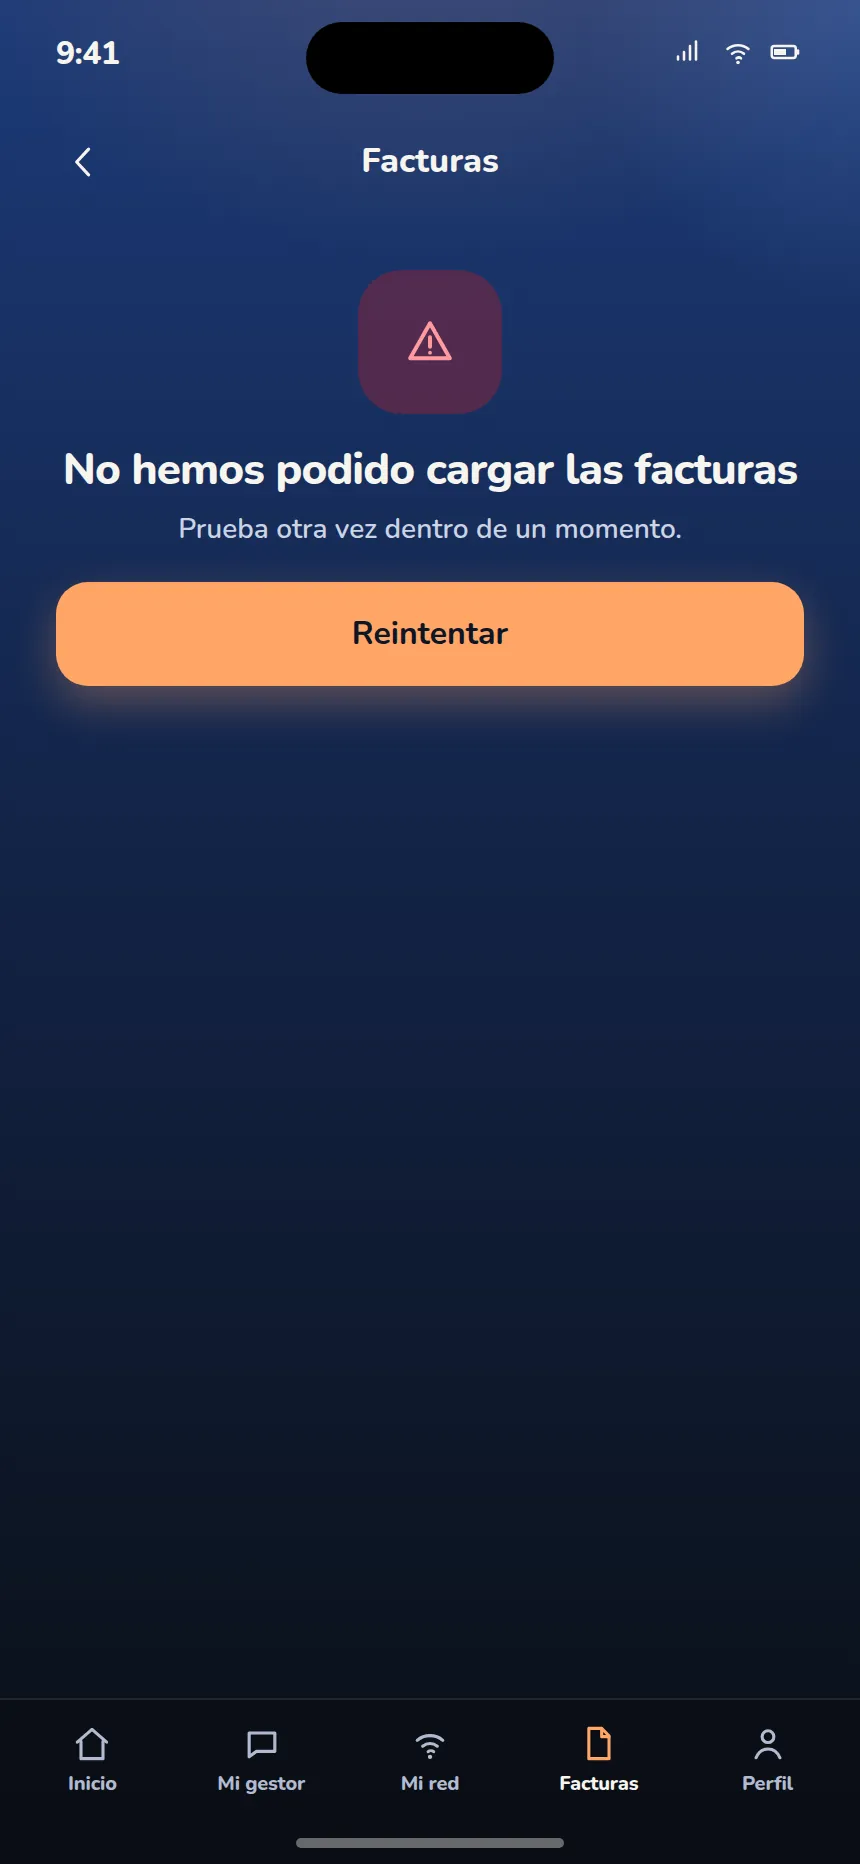 9:41
Facturas
No hemos podido cargar las facturas
Prueba otra vez dentro de un momento.
Reintentar
Inicio
Mi gestor
Mi red
Facturas
Perfil